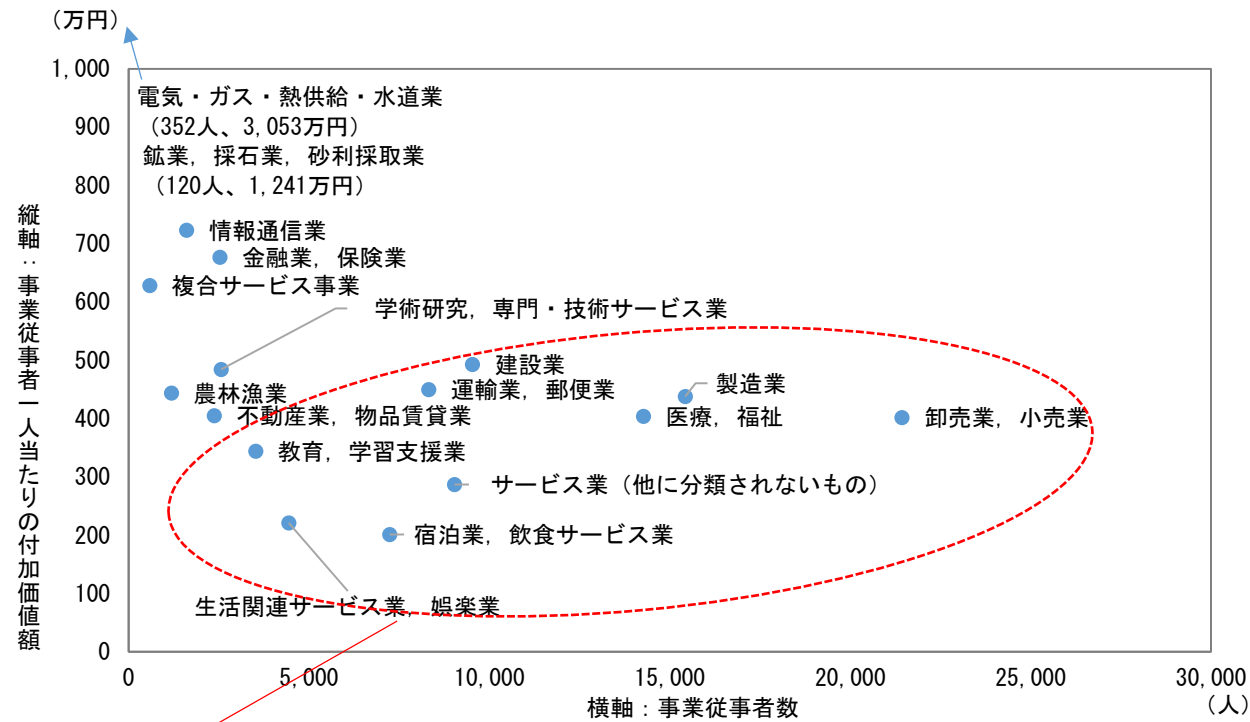 （万円）
1,000
900
800
700
600
500
400
300
200
100
0
縦軸：事業従事者一人当たりの付加価値額
電気・ガス・熱供給・水道業
（352人、3,053万円）
鉱業，採石業，砂利採取業
（120人、1,241万円）
情報通信業
金融業，保険業
複合サービス事業
学術研究，専門・技術サービス業
建設業
農林漁業
運輸業，郵便業
製造業
不動産業，物品賃貸業
医療，福祉
卸売業，小売業
教育，学習支援業
サービス業（他に分類されないもの）
宿泊業，飲食サービス業
生活関連サービス業，娯楽業
0
5,000
10,000
15,000
20,000
25,000
30,000
（人）
横軸：事業従事者数